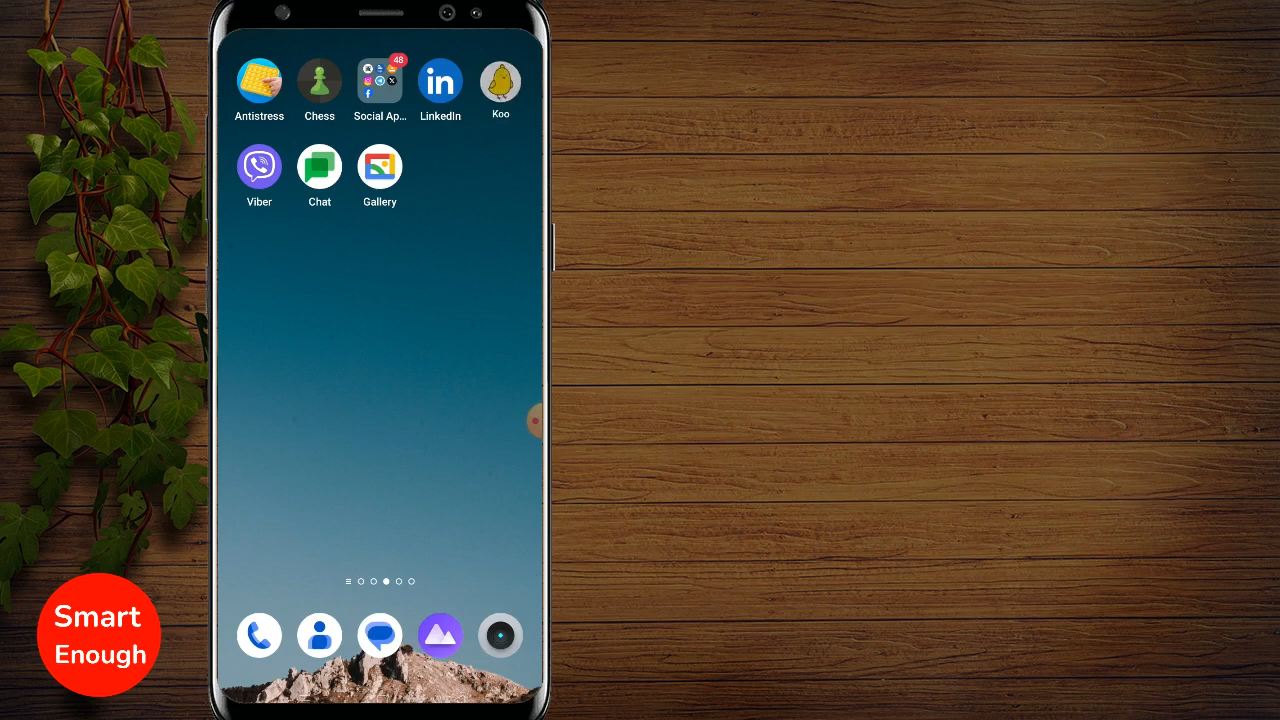 48
Antistress
Chess
Social Ap...
LinkedIn
Koo
Viber
Chat
Gallery
Smart
Enough